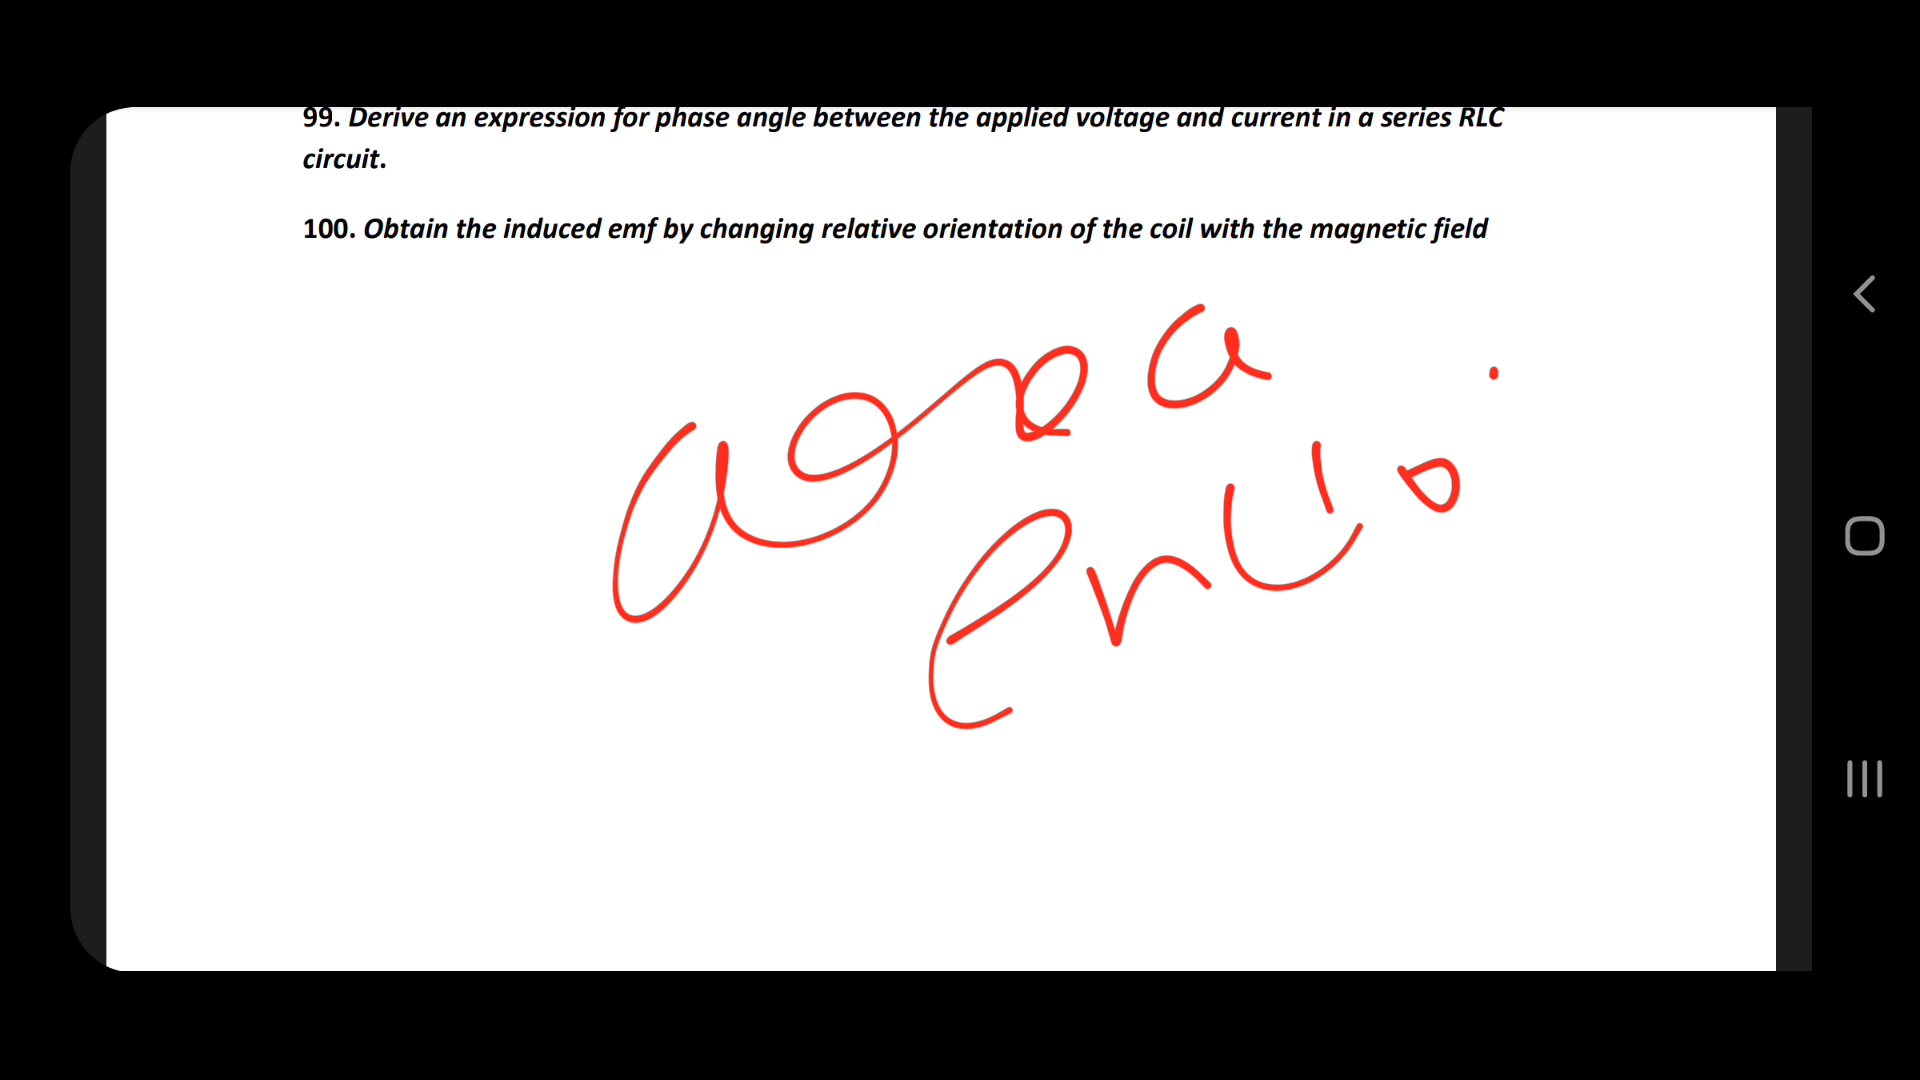 99. Derive an expression for phase angle between the applied voltage and current in a series RLC
circuit.
100. Obtain the induced emf by changing relative orientation of the coil with the magnetic field